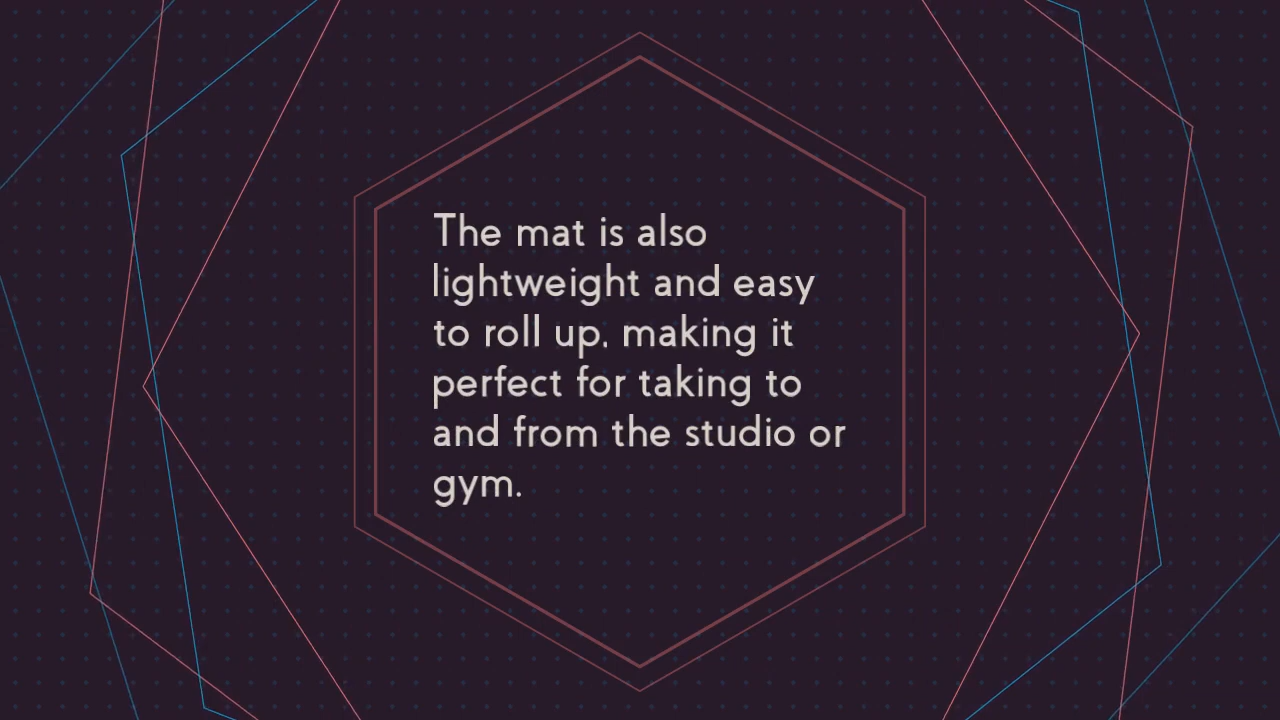 The mat is also
lightweight and easy
to roll up, making it
perfect for taking to
and from the studio or
gym.